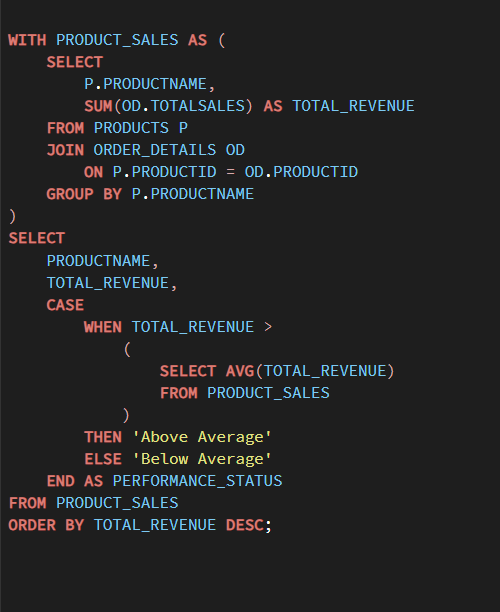 WITH PRODUCT_SALES AS (
    SELECT
        P.PRODUCTNAME,
        SUM(OD.TOTALSALES) AS TOTAL_REVENUE
    FROM PRODUCTS P
    JOIN ORDER_DETAILS OD
        ON P.PRODUCTID = OD.PRODUCTID
    GROUP BY P.PRODUCTNAME
)
SELECT
    PRODUCTNAME,
    TOTAL_REVENUE,
    CASE
        WHEN TOTAL_REVENUE >
            (
                SELECT AVG(TOTAL_REVENUE)
                FROM PRODUCT_SALES
            )
        THEN 'Above Average'
        ELSE 'Below Average'
    END AS PERFORMANCE_STATUS
FROM PRODUCT_SALES
ORDER BY TOTAL_REVENUE DESC;